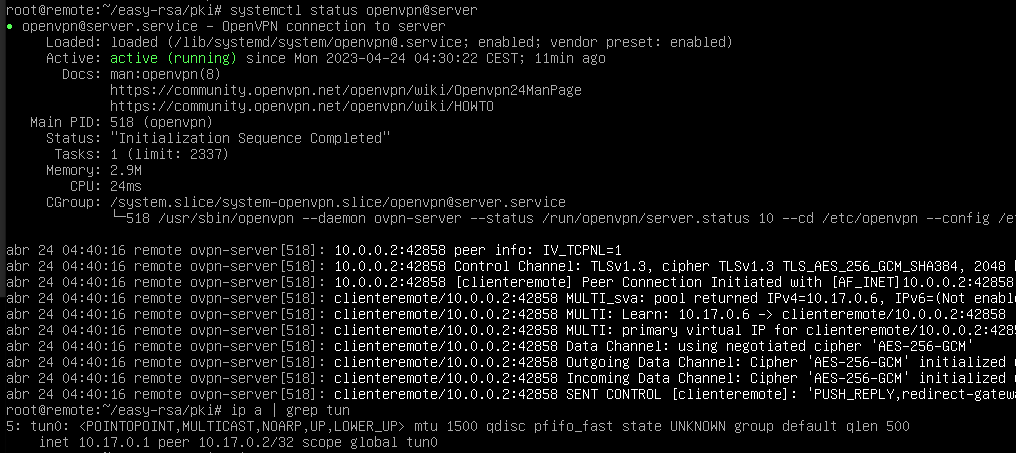 root@remote:~/easy-rsa/pki# systemctl status openvpn@server
● openvpn@server.service - OpenVPN connection to server
Loaded: loaded (/lib/systemd/system/openvpn@.service; enabled; vendor preset: enabled)
Active: active (running) since Mon 2023-04-24 04:30:22 CEST; 11min ago
Docs: man:openvpn(8)
https://community.openvpn.net/openvpn/wiki/Openvpn24ManPage
https://community.openvpn.net/openvpn/wiki/HOWTO
Main PID: 518 (openvpn)
Status: "Initialization Sequence Completed"
Tasks: 1 (limit: 2337)
Memory: 2.9M
CPU: 24ms
CGroup: /system.slice/system-openvpn.slice/openvpn@server.service
└─518 /usr/sbin/openvpn --daemon ovpn-server --status /run/openvpn/server.status 10 --cd /etc/openvpn --config /e
abr 24 04:40:16 remote ovpn-server[518]: 10.0.0.2:42858 peer info: IV_TCPNL=1
abr 24 04:40:16 remote ovpn-server[518]: 10.0.0.2:42858 Control Channel: TLSv1.3, cipher TLSv1.3 TLS_AES_256_GCM_SHA384, 2048
abr 24 04:40:16 remote ovpn-server[518]: 10.0.0.2:42858 [clienteremote] Peer Connection Initiated with [AF_INET]10.0.0.2:42858
abr 24 04:40:16 remote ovpn-server[518]: clienteremote/10.0.0.2:42858 MULTI_sva: pool returned IPv4=10.17.0.6, IPv6=(Not enabl
abr 24 04:40:16 remote ovpn-server[518]: clienteremote/10.0.0.2:42858 MULTI: Learn: 10.17.0.6 -> clienteremote/10.0.0.2:42858
abr 24 04:40:16 remote ovpn-server[518]: clienteremote/10.0.0.2:42858 MULTI: primary virtual IP for clienteremote/10.0.0.2:428
abr 24 04:40:16 remote ovpn-server[518]: clienteremote/10.0.0.2:42858 Data Channel: using negotiated cipher 'AES-256-GCM'
abr 24 04:40:16 remote ovpn-server[518]: clienteremote/10.0.0.2:42858 Outgoing Data Channel: Cipher 'AES-256-GCM' initialized
abr 24 04:40:16 remote ovpn-server[518]: clienteremote/10.0.0.2:42858 Incoming Data Channel: Cipher 'AES-256-GCM' initialized
abr 24 04:40:16 remote ovpn-server[518]: clienteremote/10.0.0.2:42858 SENT CONTROL [clienteremote]: 'PUSH_REPLY,redirect-gatew
root@remote:~/easy-rsa/pki# ip a | grep tun
5: tun0: <POINTOPOINT,MULTICAST,NOARP,UP,LOWER_UP> mtu 1500 qdisc pfifo_fast state UNKNOWN group default qlen 500
inet 10.17.0.1 peer 10.17.0.2/32 scope global tun0